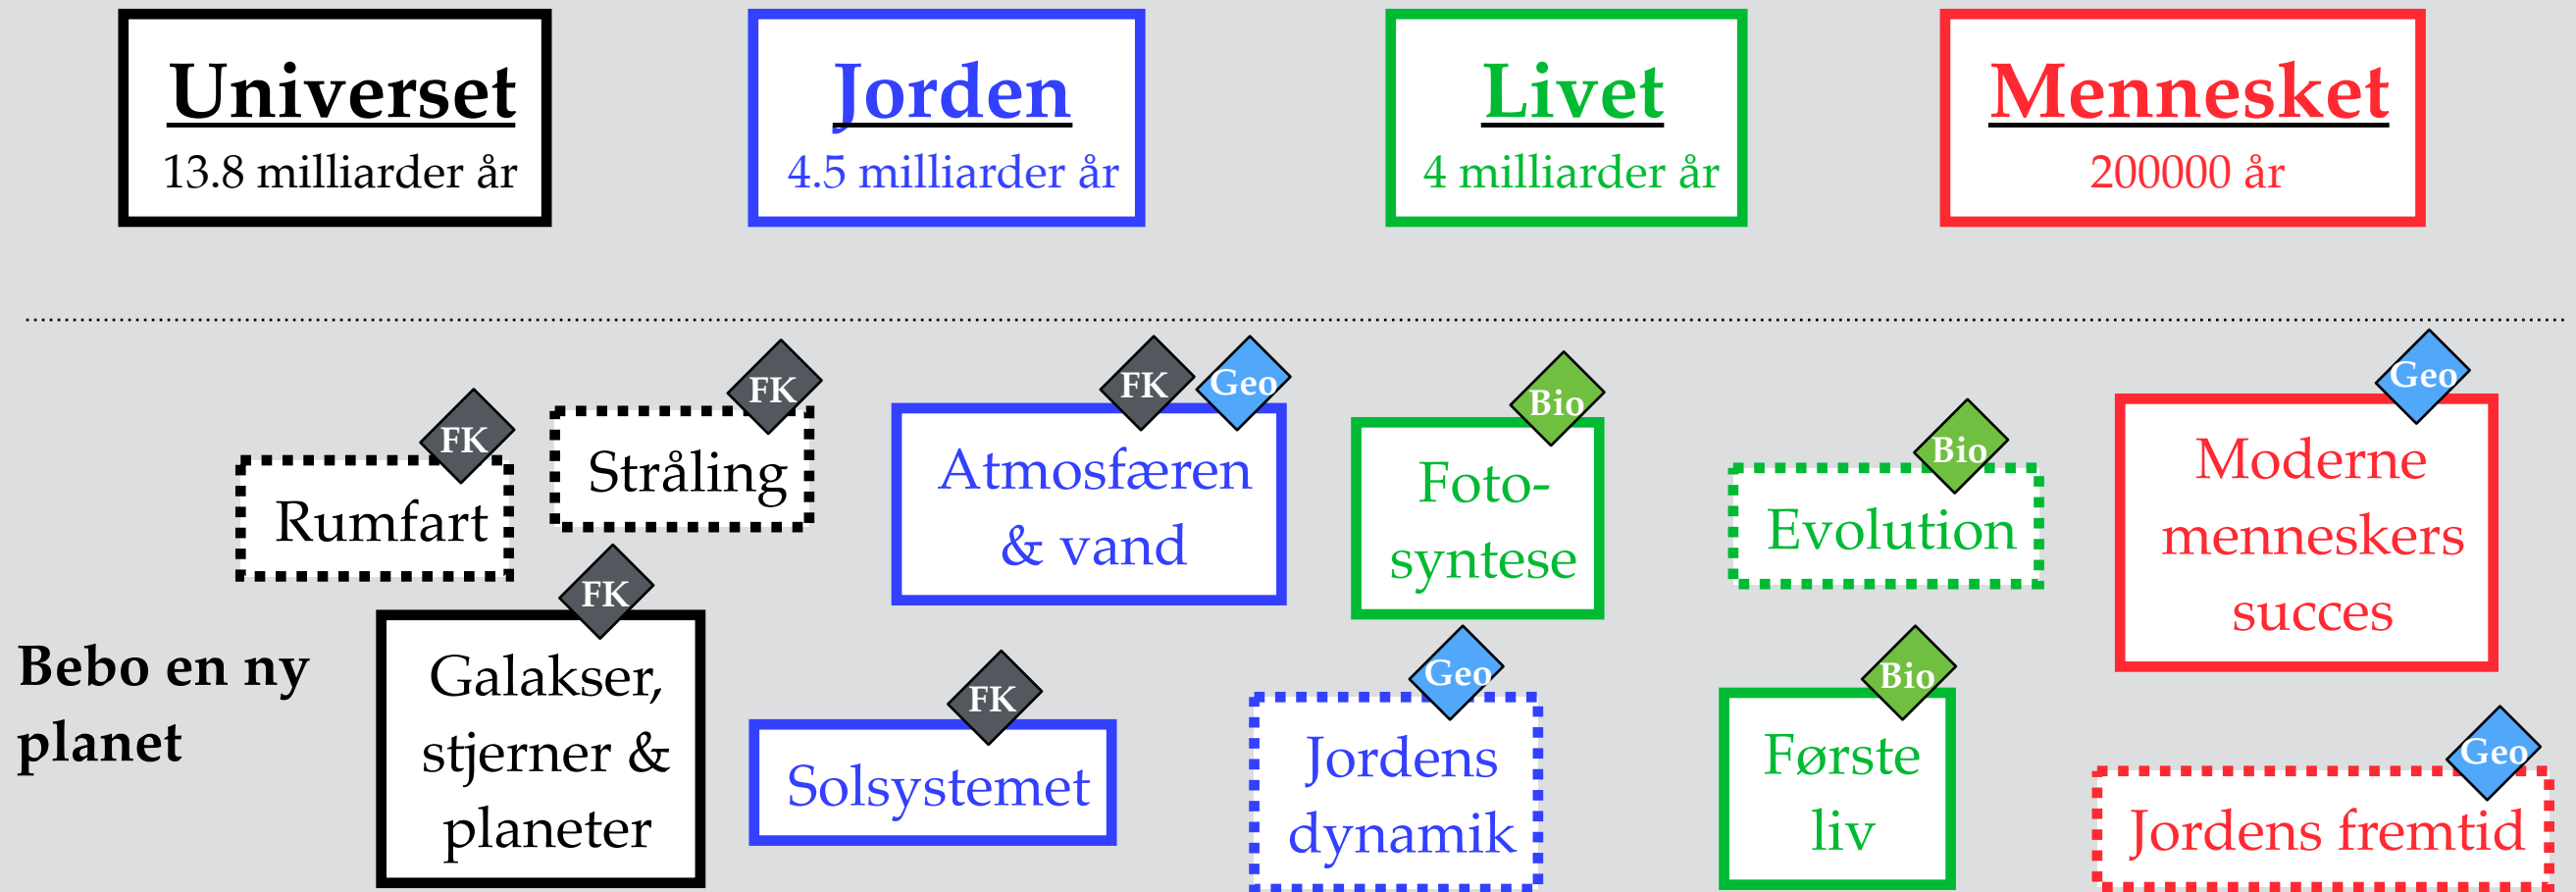 Universet
13.8 milliarder år
Jorden
4.5 milliarder år
Livet
4 milliarder år
Mennesket
200000 år
Bebo en ny
planet
FK
Rumfart
FK
Stråling
FK
Galakser,
stjerner &
planeter
FK
Geo
Atmosfæren
& vand
FK
Solsystemet
Bio
Foto-
syntese
Geo
Jordens
dynamik
Bio
Evolution
Bio
Første
liv
Geo
Moderne
menneskers
succes
Geo
Jordens fremtid